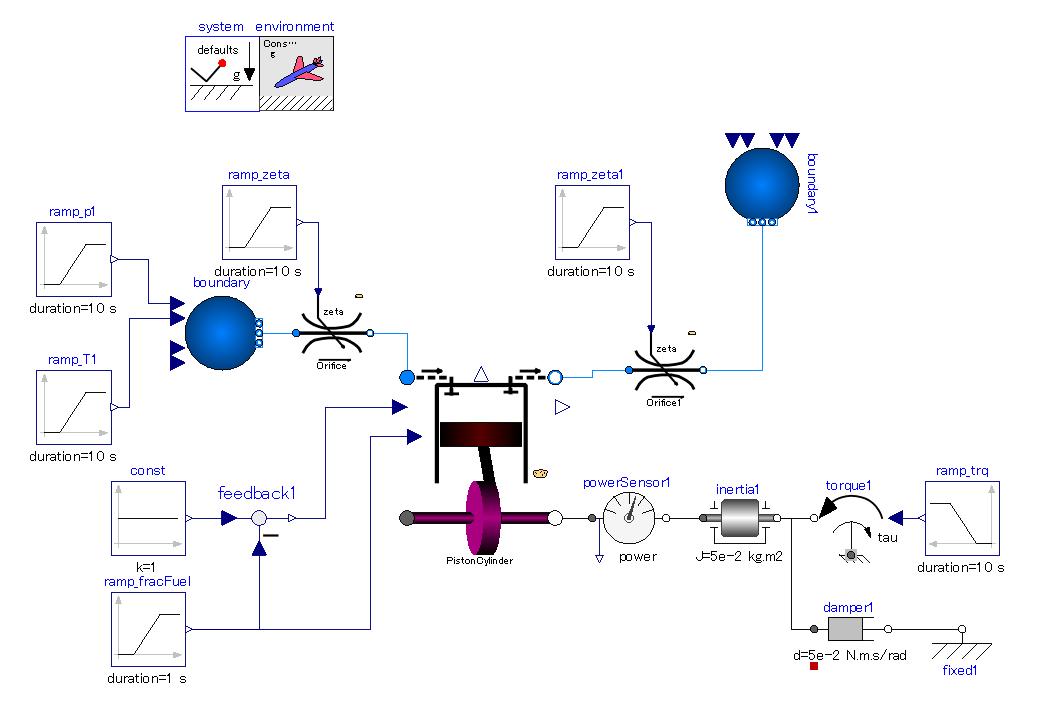 system environment
defaults
g
Cons...
g
boundary1
ramp_zeta
duration=10 s
ramp_zeta1
duration=10 s
ramp_p1
duration=10 s
boundary
zeta
Orifice
zeta
Orifice1
ramp_T1
duration=10 s
const
k=1
feedback1
ramp_fracFuel
duration=1 s
PistonCylinder
powerSensor1
power
inertia1
J=5e-2 kg.m2
torque1
tau
ramp_trq
duration=10 s
damper1
d=5e-2 N.m.s/rad
fixed1